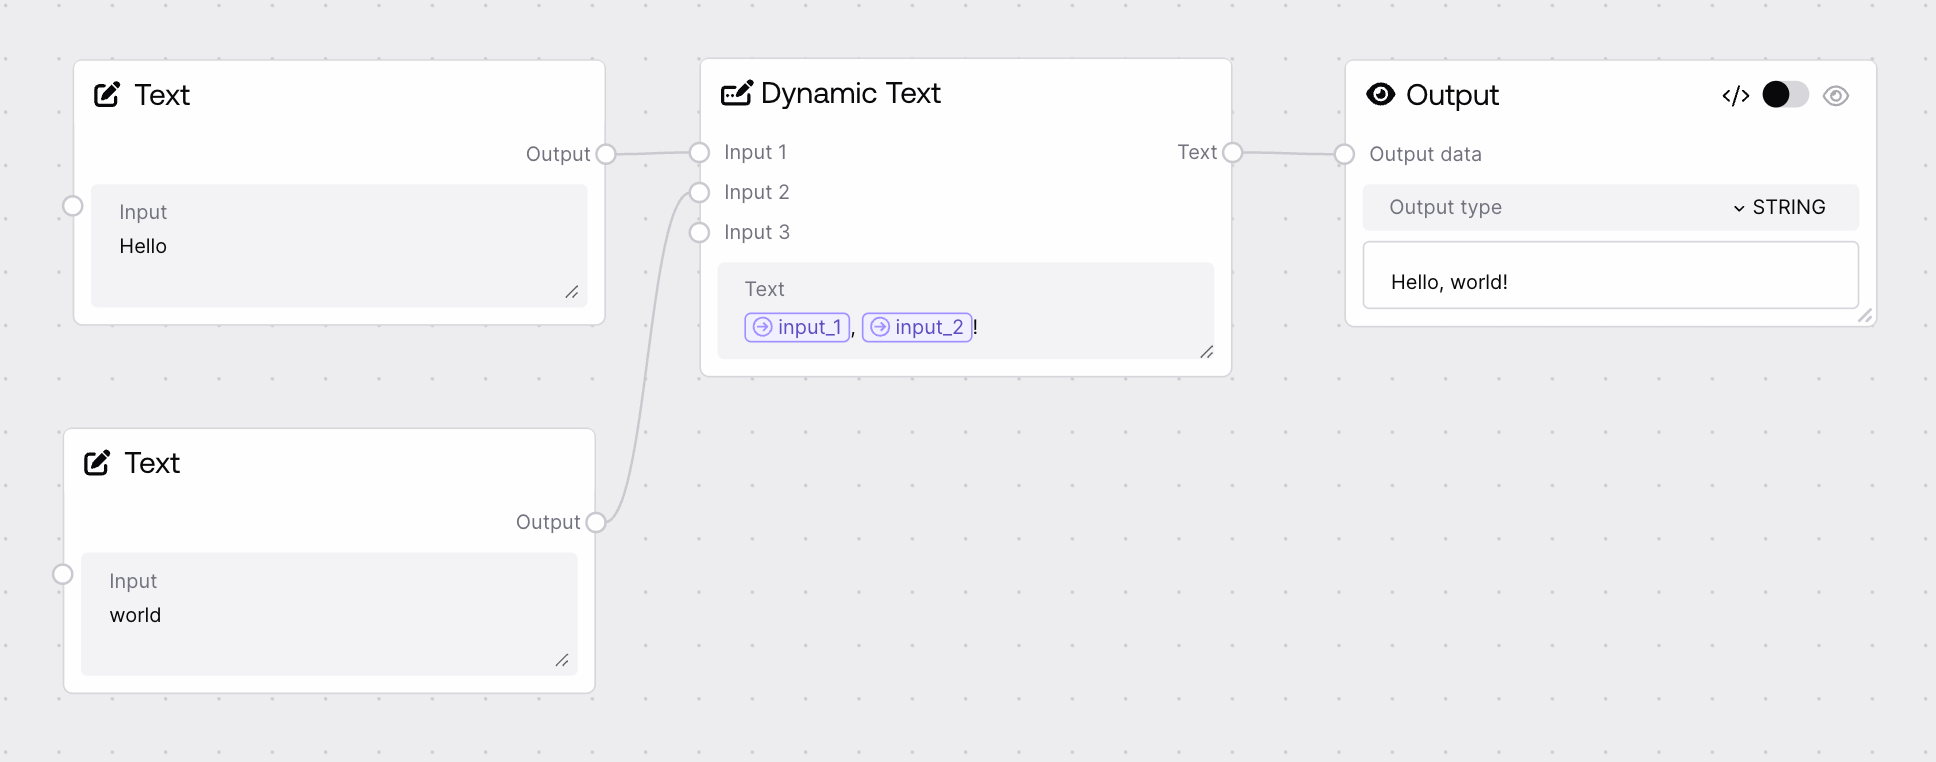 Text
Output
Input
Hello
Text
Output
Input
world
Dynamic Text
Input 1
Text
Input 2
Input 3
Text
input_1, input_2!
Output
</>
Output data
Output type STRING
Hello, world!